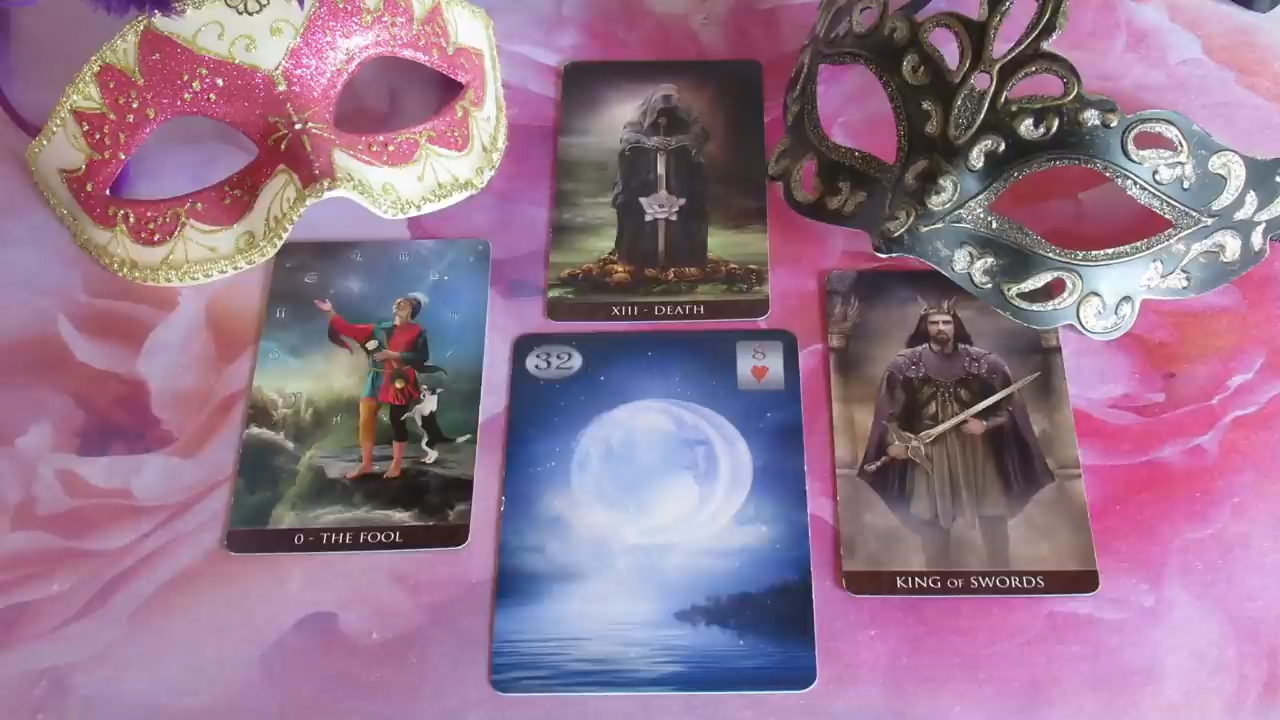 XIII - DEATH
0 - THE FOOL
32
8
KING OF SWORDS